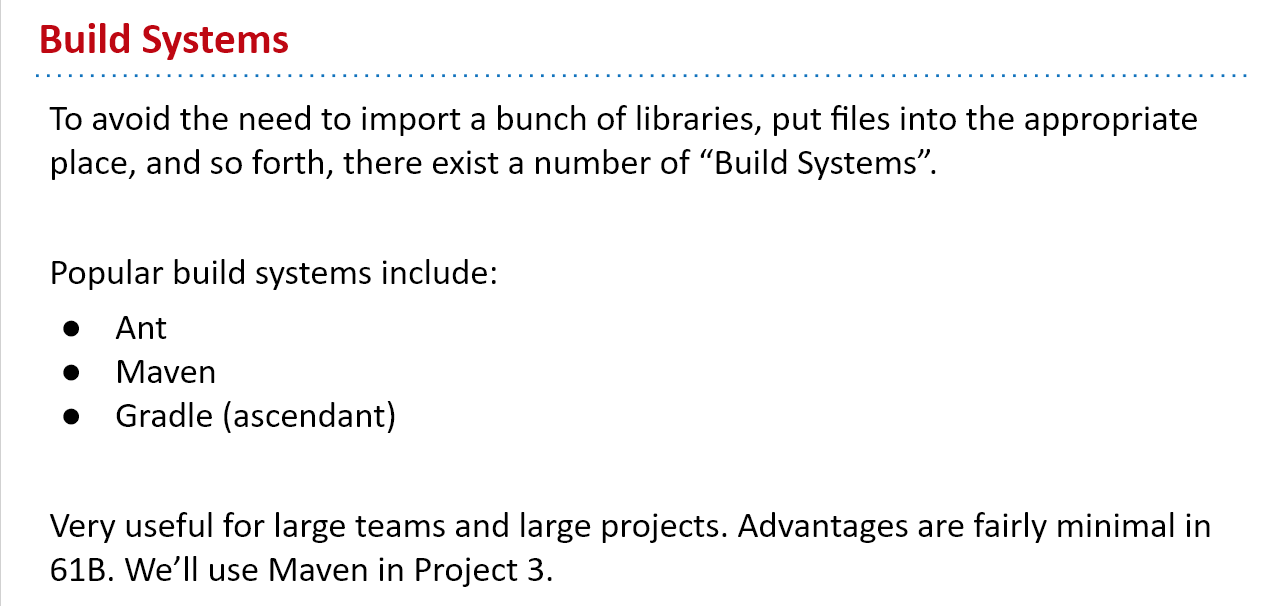 Build Systems
To avoid the need to import a bunch of libraries, put files into the appropriate
place, and so forth, there exist a number of “Build Systems”.
Popular build systems include:
● Ant
● Maven
● Gradle (ascendant)
Very useful for large teams and large projects. Advantages are fairly minimal in
61B. We’ll use Maven in Project 3.